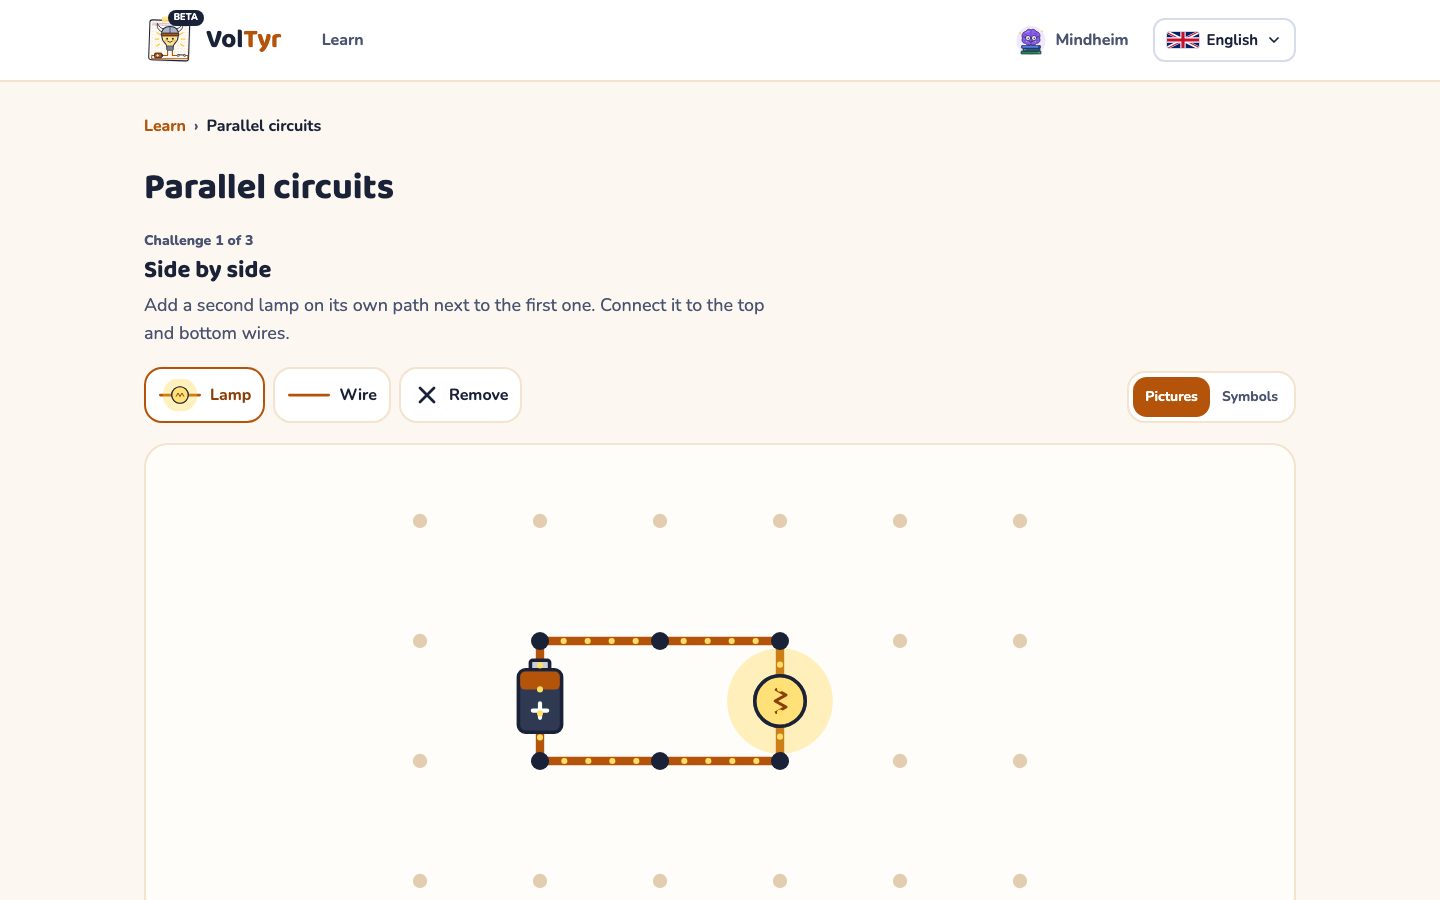 BETA
VolTyr
Learn
Mindheim
English
Learn › Parallel circuits
Parallel circuits
Challenge 1 of 3
Side by side
Add a second lamp on its own path next to the first one. Connect it to the top
and bottom wires.
Lamp
Wire
Remove
Pictures
Symbols